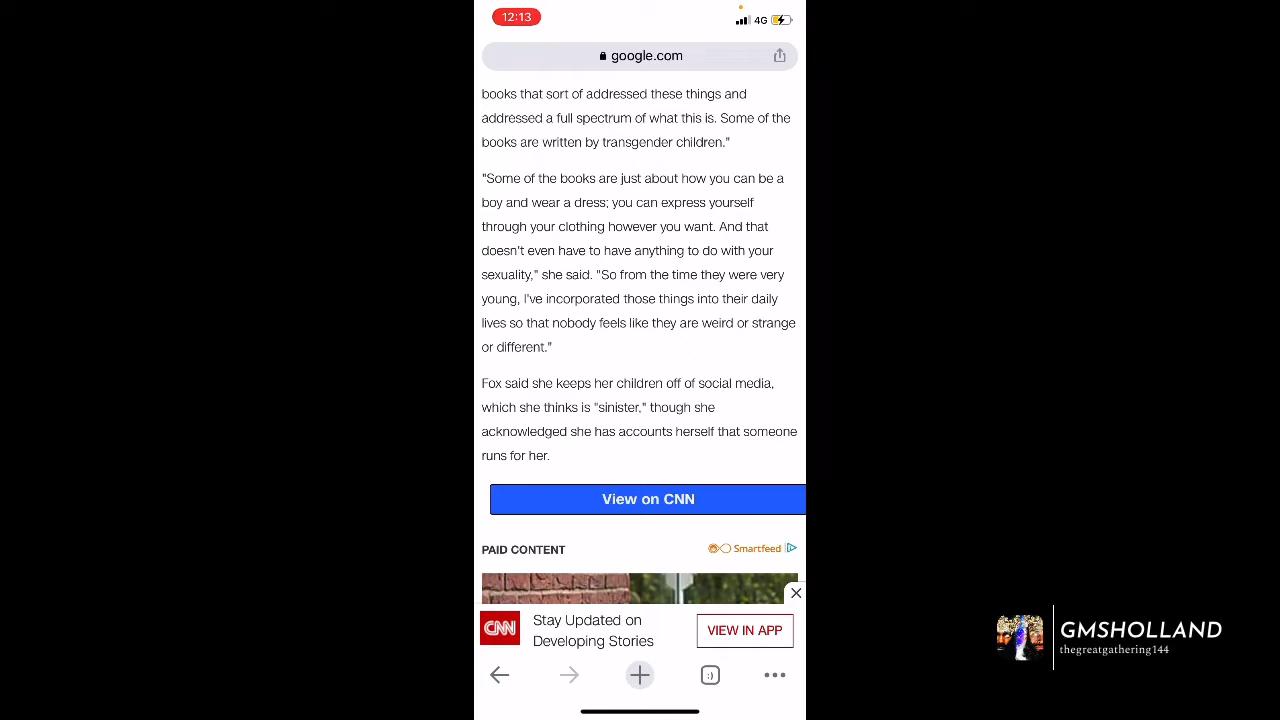 12:13
4G
google.com
books that sort of addressed these things and
addressed a full spectrum of what this is. Some of the
books are written by transgender children."
"Some of the books are just about how you can be a
boy and wear a dress; you can express yourself
through your clothing however you want. And that
doesn't even have to have anything to do with your
sexuality," she said. "So from the time they were very
young, I've incorporated those things into their daily
lives so that nobody feels like they are weird or strange
or different."
Fox said she keeps her children off of social media,
which she thinks is "sinister," though she
acknowledged she has accounts herself that someone
runs for her.
View on CNN
PAID CONTENT
Smartfeed
CNN
Stay Updated on
Developing Stories
VIEW IN APP
:)
GMSHOLLAND
thegreatgathering144